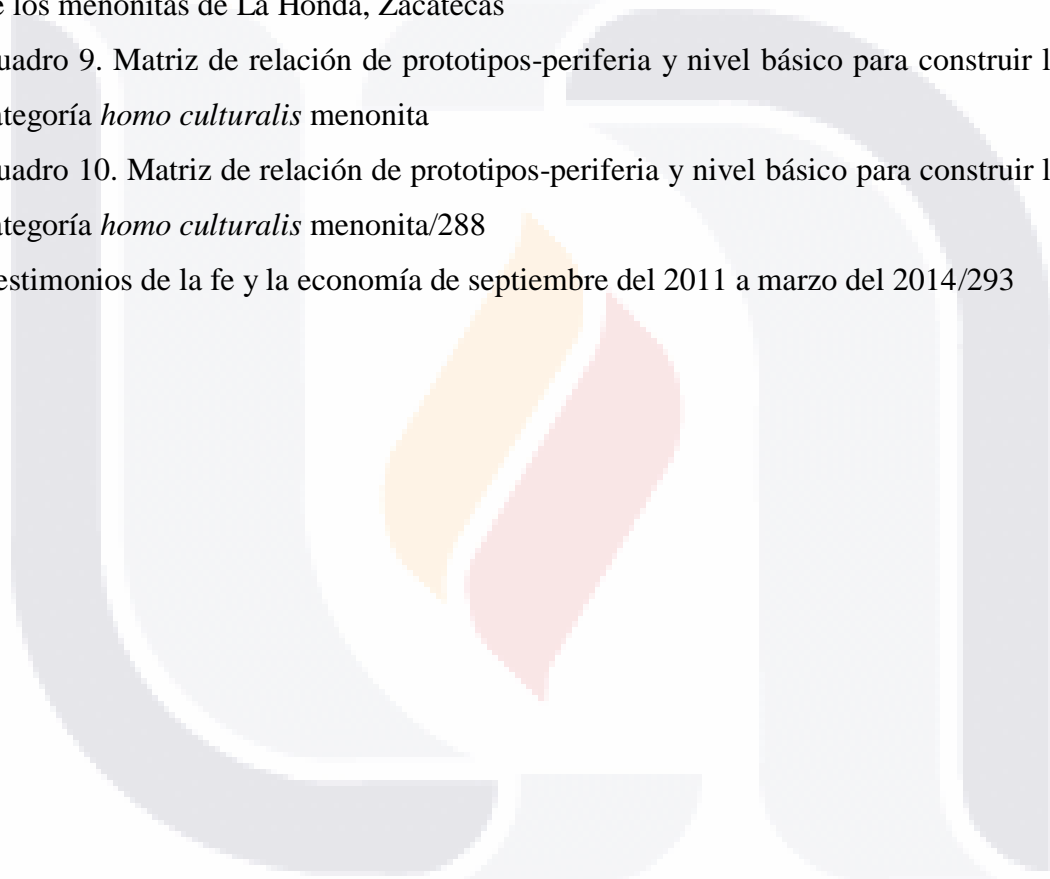 e los menonitas de La Honda, Zacatecas
uadro 9. Matriz de relación de prototipos-periferia y nivel básico para construir l
ategoría homo culturalis menonita
uadro 10. Matriz de relación de prototipos-periferia y nivel básico para construir l
ategoría homo culturalis menonita/288
estimonios de la fe y la economía de septiembre del 2011 a marzo del 2014/293